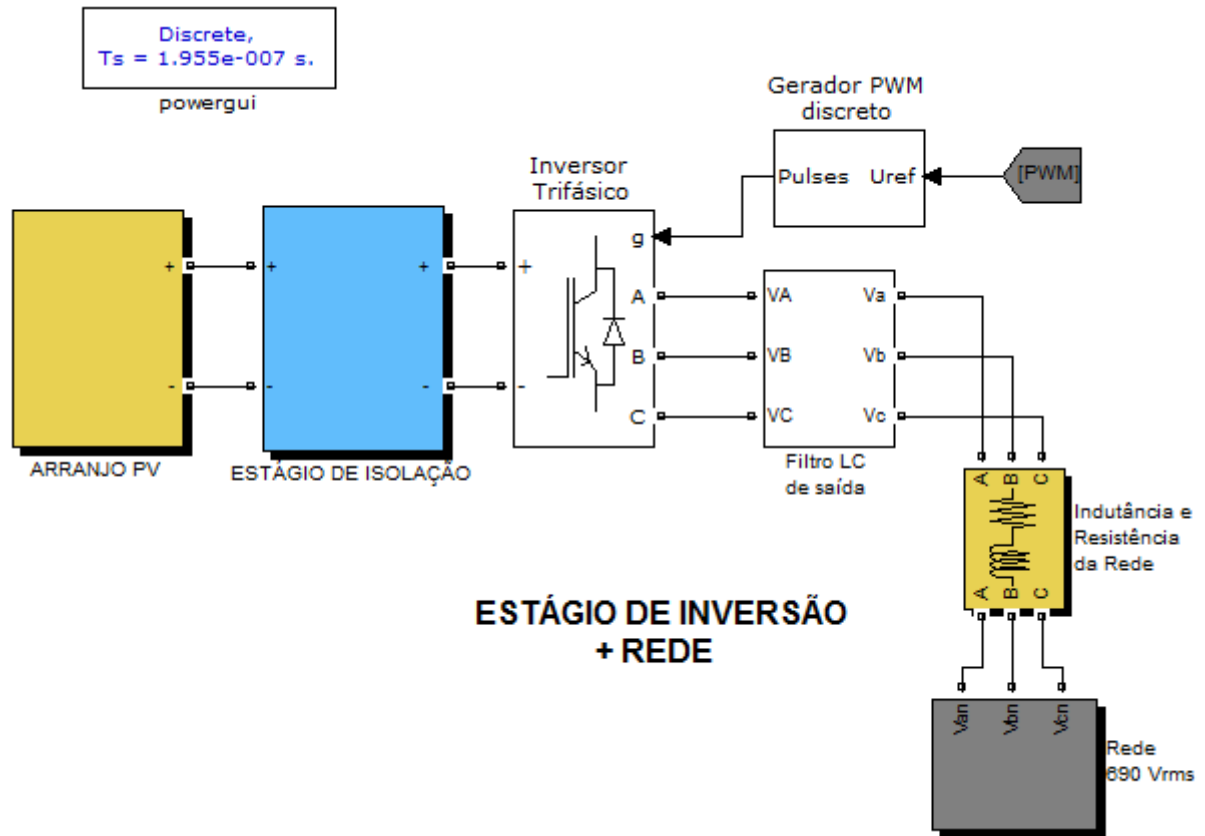 Discrete,
Ts = 1.955e-007 s.
powergui
Gerador PWM
discreto
Pulses Uref
[PWM]
Inversor
Trifásico
g
+ + + +
A
B
C
- - - -
VA Va
VB Vb
VC Vc
ARRANJO PV
ESTÁGIO DE ISOLAÇÃO
Filtro LC
de saída
A B C
Indutância e
Resistência
da Rede
A B C
ESTÁGIO DE INVERSÃO
+ REDE
Van Vbn Vcn
Rede
690 Vrms